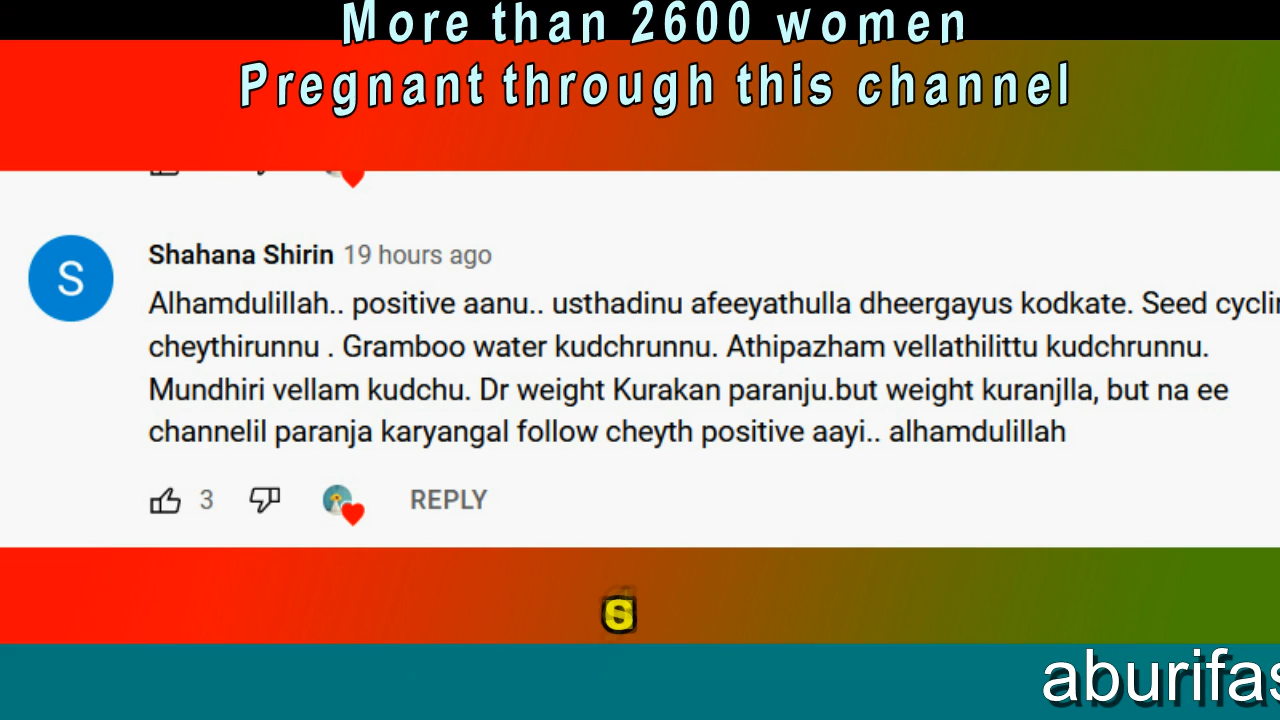 More than 2600 women
Pregnant through this channel
Shahana Shirin 19 hours ago
Alhamdulillah.. positive aanu.. usthadinu afeeyathulla dheergayus kodkate. Seed cyclin
cheythirunnu . Gramboo water kudchrunnu. Athipazham vellathilittu kudchrunnu.
Mundhiri vellam kudchu. Dr weight Kurakan paranju.but weight kuranjlla, but na ee
channelil paranja karyangal follow cheyth positive aayi.. alhamdulillah
3 REPLY
S
aburifas